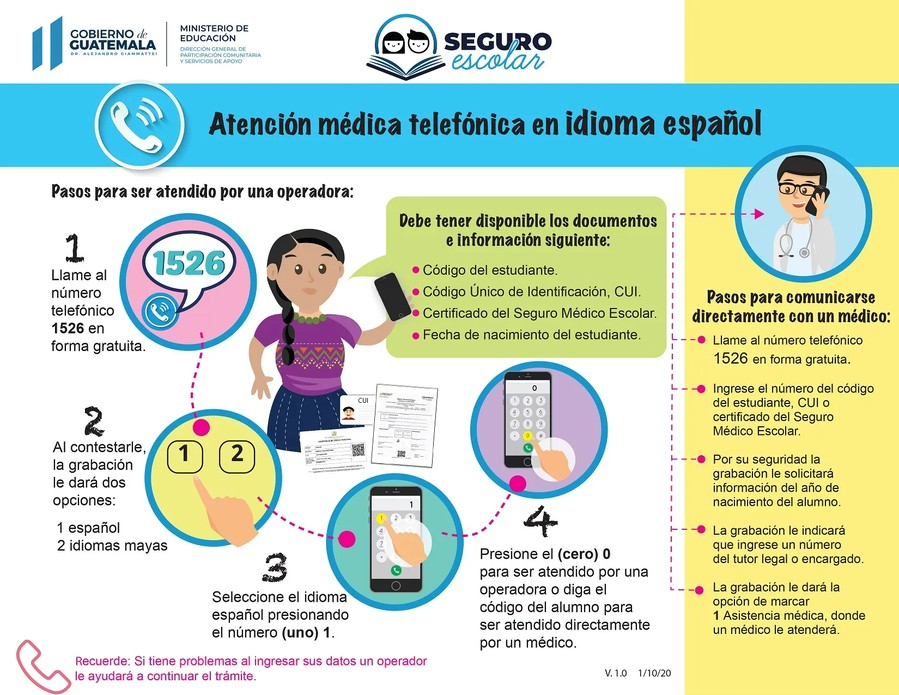 GOBIERNO de
GUATEMALA
DR. ALEJANDRO GIAMMATTEI
MINISTERIO DE
EDUCACIÓN
DIRECCIÓN GENERAL DE
PARTICIPACIÓN COMUNITARIA
Y SERVICIOS DE APOYO
SEGURO
escolar
Atención médica telefónica en idioma español
Pasos para ser atendido por una operadora:
1
Llame al
número
telefónico
1526 en
forma gratuita.
1526
Debe tener disponible los documentos
e información siguiente:
Código del estudiante.
Código Único de Identificación, CUI.
Certificado del Seguro Médico Escolar.
Fecha de nacimiento del estudiante.
CUI
2
Al contestarle,
la grabación
le dará dos
opciones:
1 español
2 idiomas mayas
1 2
3
Seleccione el idioma
español presionando
el número (uno) 1.
1
4
Presione el (cero) 0
para ser atendido por una
operadora o diga el
código del alumno para
ser atendido directamente
por un médico.
0
Pasos para comunicarse
directamente con un médico:
Llame al número telefónico
1526 en forma gratuita.
Ingrese el número del código
del estudiante, CUI o
certificado del Seguro
Médico Escolar.
Por su seguridad la
grabación le solicitará
información del año de
nacimiento del alumno.
La grabación le indicará
que ingrese un número
del tutor legal o encargado.
La grabación le dará la
opción de marcar
1 Asistencia médica, donde
un médico le atenderá.
Recuerde: Si tiene problemas al ingresar sus datos un operador
le ayudará a continuar el trámite.
V. 1.0 1/10/20